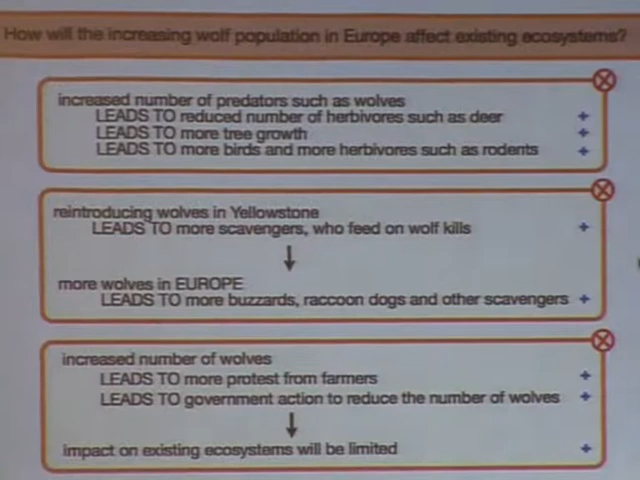 How will the increasing wolf population in Europe affect existing ecosystems?
increased number of predators such as wolves
LEADS TO reduced number of herbivores such as deer +
LEADS TO more tree growth +
LEADS TO more birds and more herbivores such as rodents +
reintroducing wolves in Yellowstone
LEADS TO more scavengers, who feed on wolf kills +
more wolves in EUROPE
LEADS TO more buzzards, raccoon dogs and other scavengers +
increased number of wolves
LEADS TO more protest from farmers +
LEADS TO government action to reduce the number of wolves +
impact on existing ecosystems will be limited +